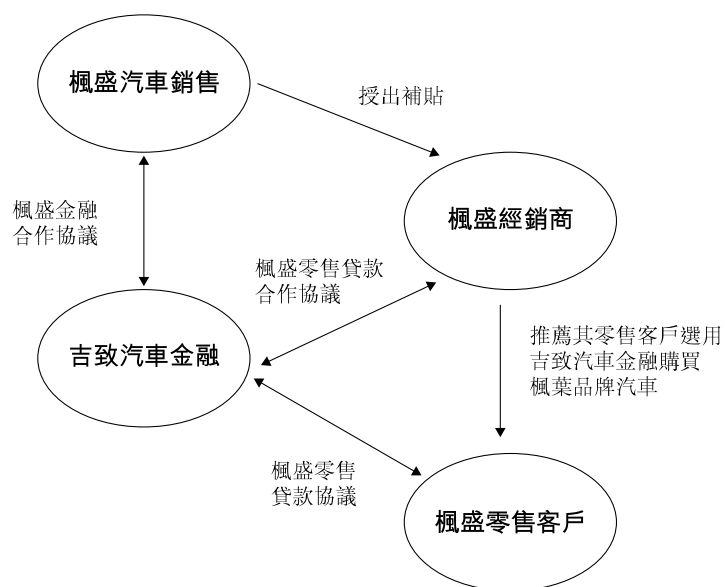 楓盛汽車銷售
授出補貼
楓盛經銷商
楓盛金融
合作協議
楓盛零售貸款
合作協議
吉致汽車金融
推薦其零售客戶選用
吉致汽車金融購買
楓葉品牌汽車
楓盛零售
貸款協議
楓盛零售客戶